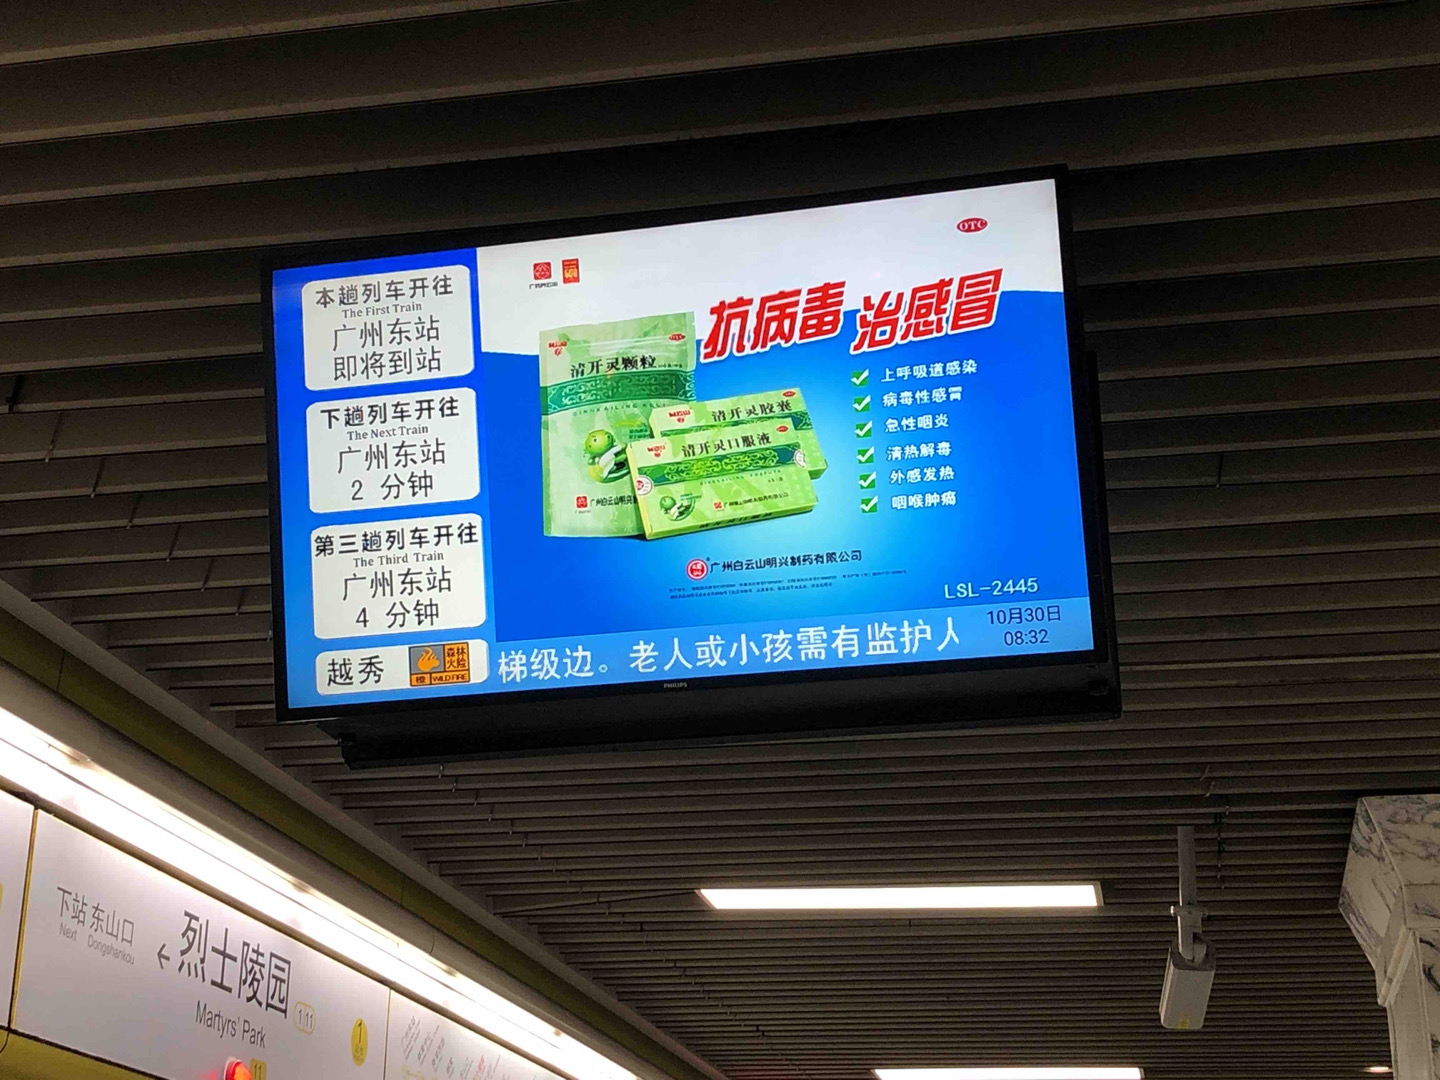 本趟列车开往
The First Train
广州东站
即将到站
下趟列车开往
The Next Train
广州东站
2 分钟
第三趟列车开往
The Third Train
广州东站
4 分钟
越秀
森林
火险
橙 WILD FIRE
OTC
抗病毒 治感冒
上呼吸道感染
病毒性感冒
急性咽炎
清热解毒
外感发热
咽喉肿痛
清开灵颗粒
清开灵胶囊
清开灵口服液
广州白云山明兴制药有限公司
LSL-2445
10月30日
08:32
梯级边。老人或小孩需有监护人
PHILIPS
下站 东山口
Next Dongshankou
烈士陵园
Martyrs' Park
1 11
1
11